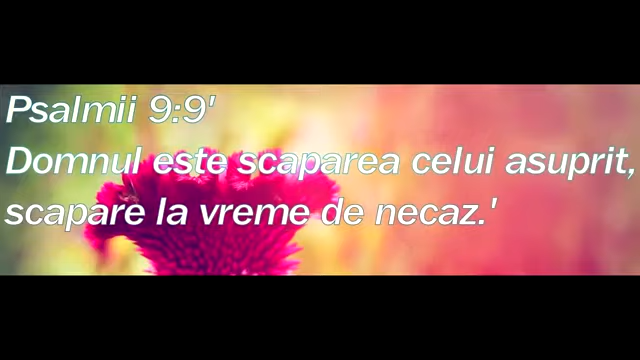 Psalmii 9:9'
Domnul este scaparea celui asuprit,
scapare la vreme de necaz.'